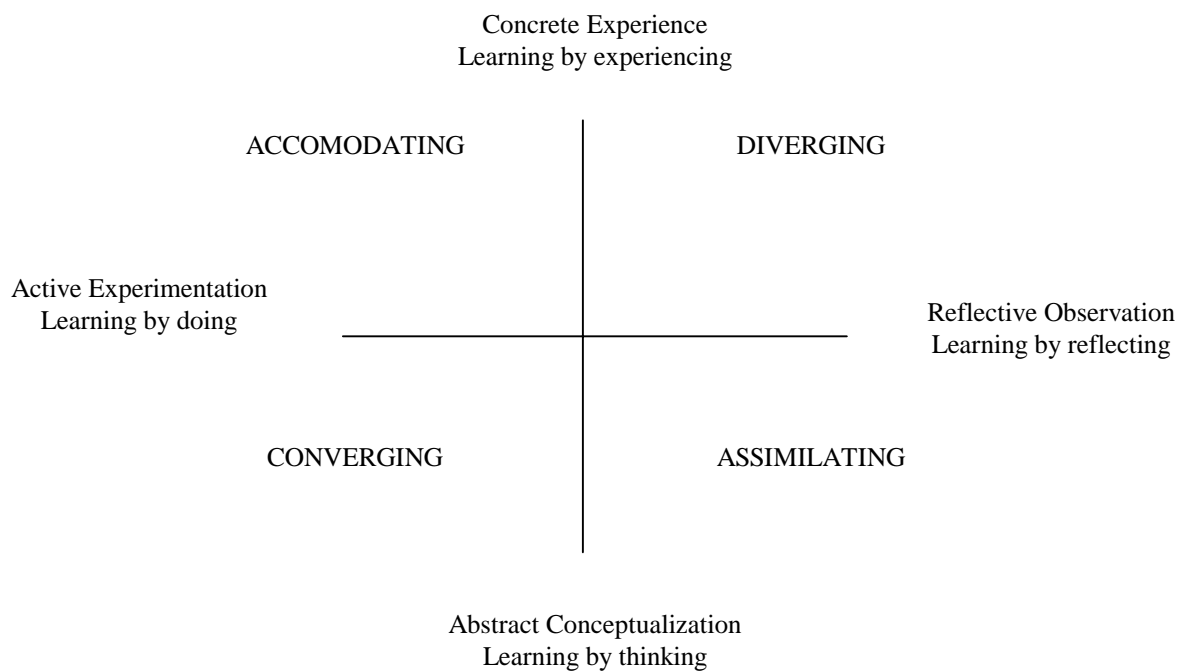 Concrete Experience
Learning by experiencing
ACCOMODATING
DIVERGING
Active Experimentation
Learning by doing
Reflective Observation
Learning by reflecting
CONVERGING
ASSIMILATING
Abstract Conceptualization
Learning by thinking